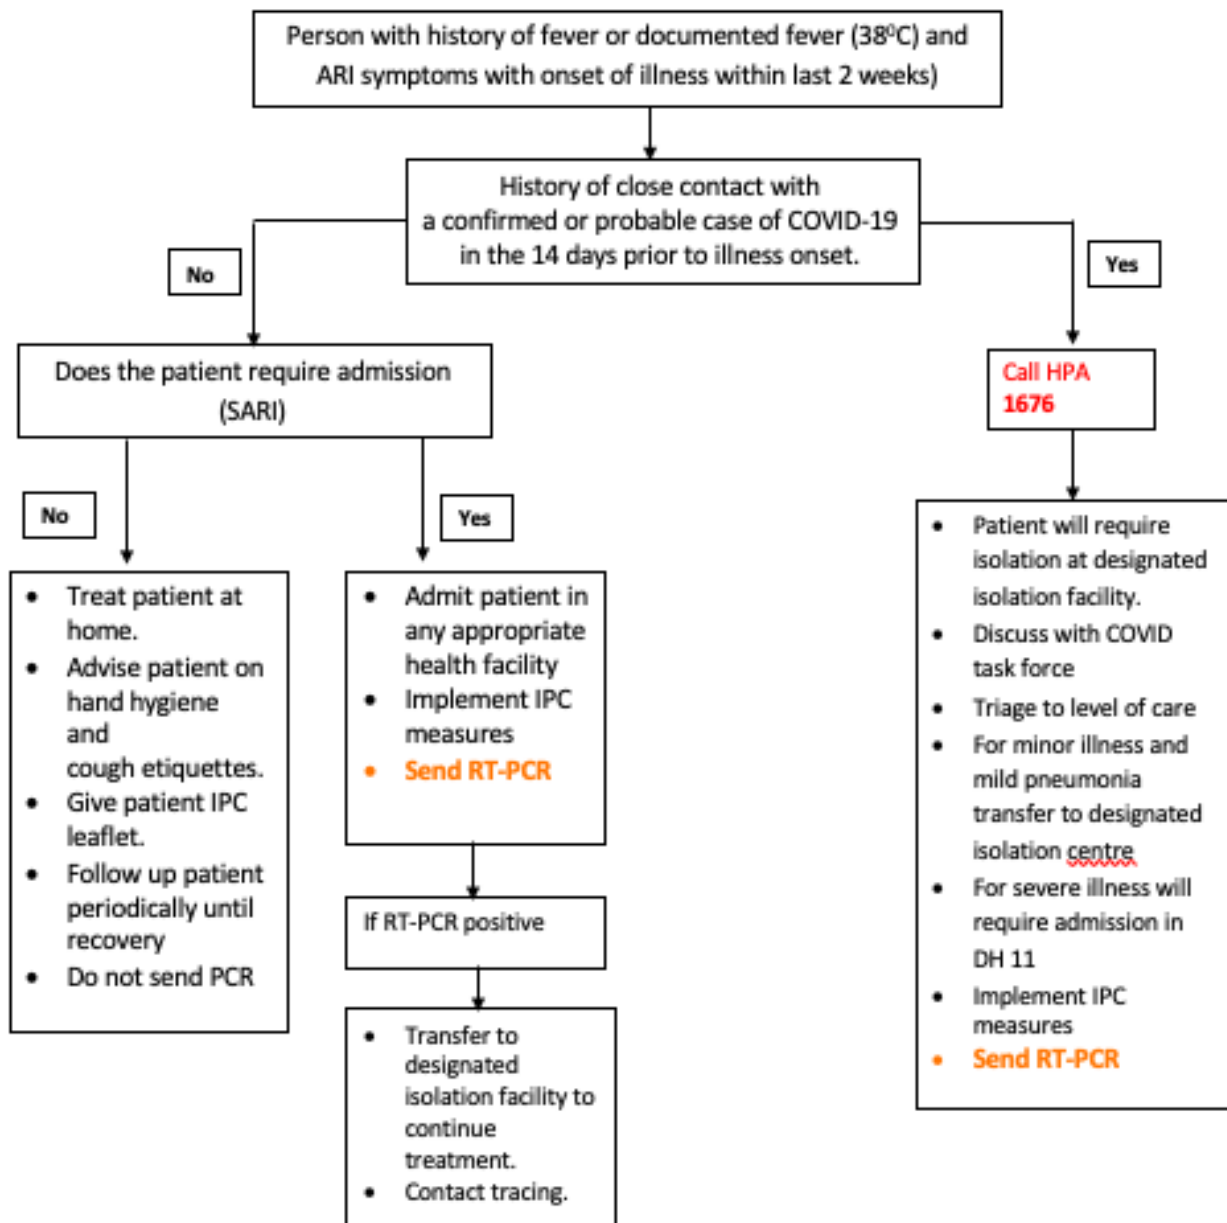 Person with history of fever or documented fever (38⁰C) and
ARI symptoms with onset of illness within last 2 weeks)
History of close contact with
a confirmed or probable case of COVID-19
in the 14 days prior to illness onset.
No
Yes
Does the patient require admission
(SARI)
Call HPA
1676
No
Yes
• Treat patient at
home.
• Advise patient on
hand hygiene
and
cough etiquettes.
• Give patient IPC
leaflet.
• Follow up patient
periodically until
recovery
• Do not send PCR
• Admit patient in
any appropriate
health facility
• Implement IPC
measures
• Send RT-PCR
If RT-PCR positive
• Transfer to
designated
isolation facility to
continue
treatment.
• Contact tracing.
• Patient will require
isolation at designated
isolation facility.
• Discuss with COVID
task force
• Triage to level of care
• For minor illness and
mild pneumonia
transfer to designated
isolation centre
• For severe illness will
require admission in
DH 11
• Implement IPC
measures
• Send RT-PCR